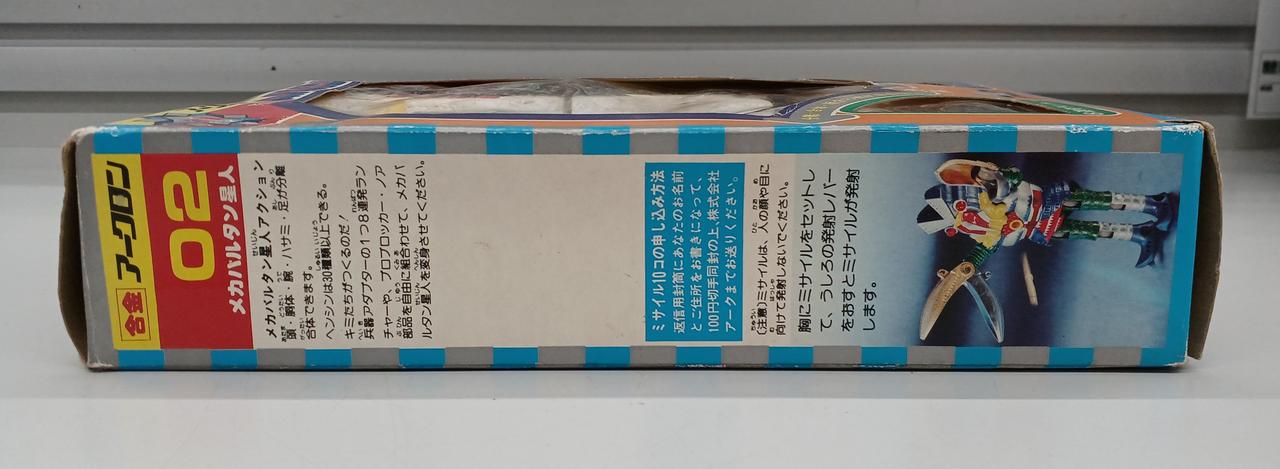 合金 アークロン
02
メカバルタン星人
メカバルタン星人アクション
頭・胴体・腕・ハサミ・足が分離
合体できます。
ヘンシンは30種類以上できる。
キミたちがつくるのだ！
兵器アダプターの1つ8連発ラン
チャーや、プロブロッカー・ノア
部品を自由に組合わせて、メカバ
ルタン星人を変身させてください。
ミサイル10コの申し込み方法
返信用封筒にあなたのお名前
とご住所をお書きになって、
100円切手同封の上、株式会社
アークまでお送りください。
(注意)ミサイルは、人の顔や目に
向けて発射しないでください。
胸にミサイルをセットし
て、うしろの発射レバー
をおすとミサイルが発射
します。